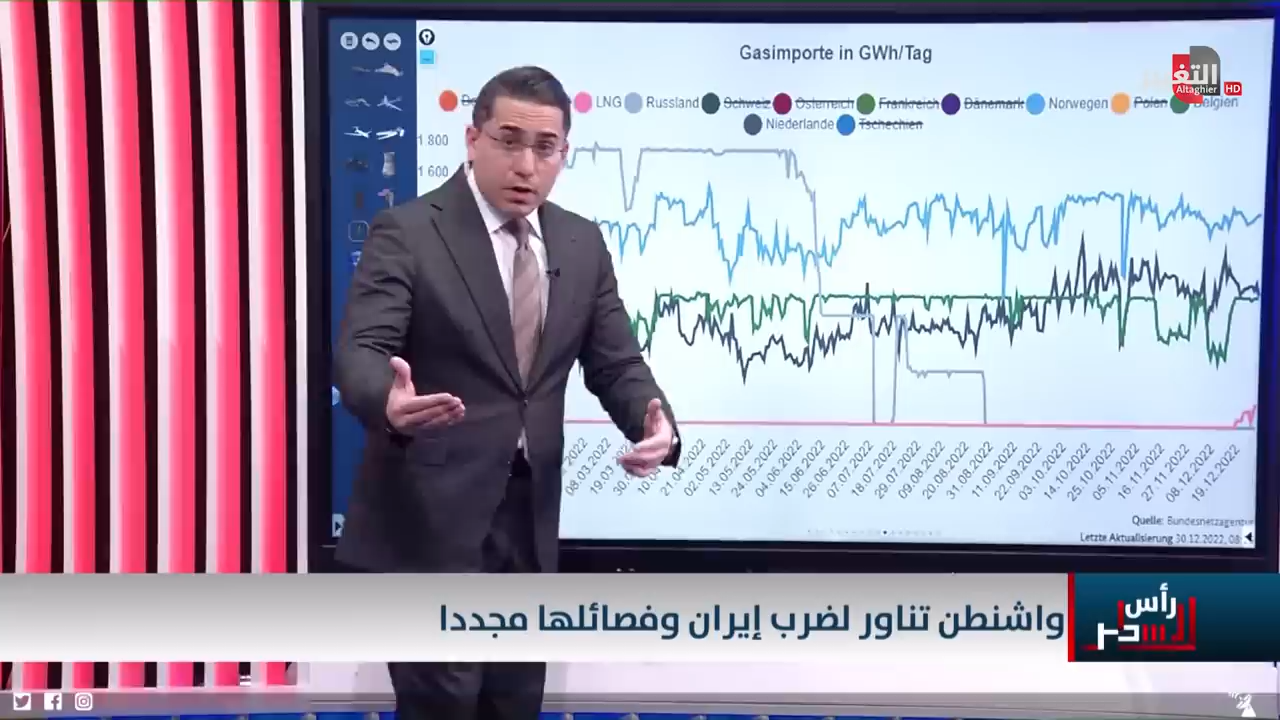 Gasimporte in GWh/Tag
LNG Russland Schweiz Österreich Frankreich Dänemark Norwegen Polen Belgien
Niederlande Tschechien
1 800
1 600
التغيير
Altaghier HD
08.03.2022 19.03.2022 21.04.2022 02.05.2022 13.05.2022 24.05.2022 04.06.2022 15.06.2022 26.06.2022 07.07.2022 18.07.2022 29.07.2022 09.08.2022 20.08.2022 31.08.2022 11.09.2022 22.09.2022 03.10.2022 14.10.2022 25.10.2022 05.11.2022 16.11.2022 27.11.2022 08.12.2022 19.12.2022
Quelle: Bundesnetzagentur
Letzte Aktualisierung 30.12.2022, 08
واشنطن تناور لضرب إيران وفصائلها مجددا
رأس
السطر